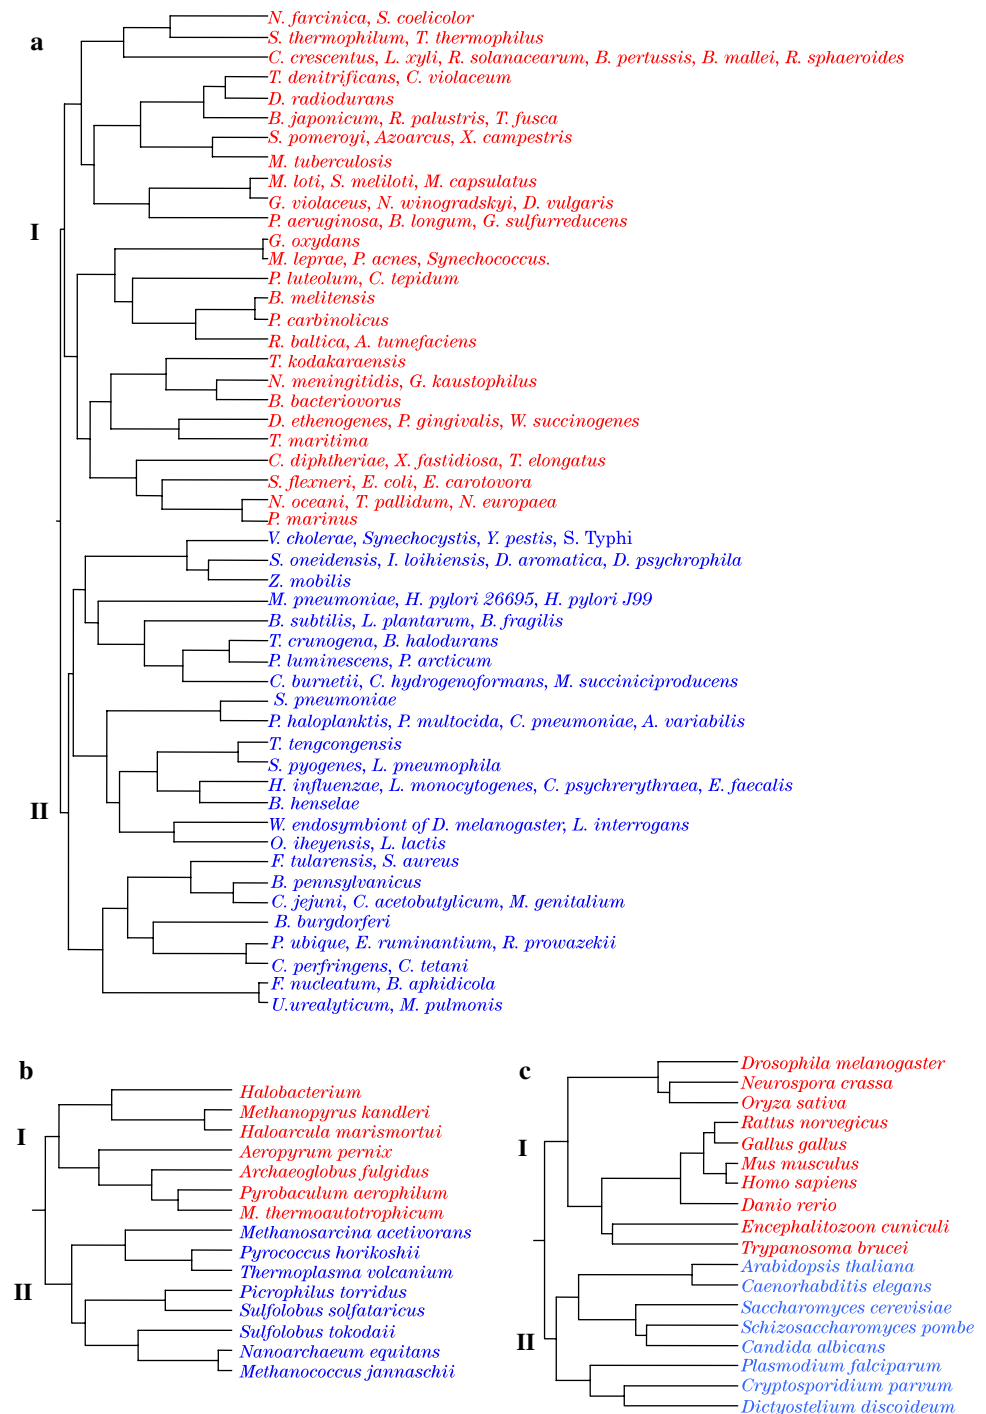 a
N. farcinica, S. coelicolor
S. thermophilum, T. thermophilus
C. crescentus, L. xyli, R. solanacearum, B. pertussis, B. mallei, R. sphaeroides
T. denitrificans, C. violaceum
D. radiodurans
B. japonicum, R. palustris, T. fusca
S. pomeroyi, Azoarcus, X. campestris
M. tuberculosis
M. loti, S. meliloti, M. capsulatus
G. violaceus, N. winogradskyi, D. vulgaris
P. aeruginosa, B. longum, G. sulfurreducens
I
G. oxydans
M. leprae, P. acnes, Synechococcus.
P. luteolum, C. tepidum
B. melitensis
P. carbinolicus
R. baltica, A. tumefaciens
T. kodakaraensis
N. meningitidis, G. kaustophilus
B. bacteriovorus
D. ethenogenes, P. gingivalis, W. succinogenes
T. maritima
C. diphtheriae, X. fastidiosa, T. elongatus
S. flexneri, E. coli, E. carotovora
N. oceani, T. pallidum, N. europaea
P. marinus
V. cholerae, Synechocystis, Y. pestis, S. Typhi
S. oneidensis, I. loihiensis, D. aromatica, D. psychrophila
Z. mobilis
M. pneumoniae, H. pylori 26695, H. pylori J99
B. subtilis, L. plantarum, B. fragilis
T. crunogena, B. halodurans
P. luminescens, P. arcticum
C. burnetii, C. hydrogenoformans, M. succiniciproducens
S. pneumoniae
P. haloplanktis, P. multocida, C. pneumoniae, A. variabilis
T. tengcongensis
S. pyogenes, L. pneumophila
H. influenzae, L. monocytogenes, C. psychrerythraea, E. faecalis
B. henselae
II
W. endosymbiont of D. melanogaster, L. interrogans
O. iheyensis, L. lactis
F. tularensis, S. aureus
B. pennsylvanicus
C. jejuni, C. acetobutylicum, M. genitalium
B. burgdorferi
P. ubique, E. ruminantium, R. prowazekii
C. perfringens, C. tetani
F. nucleatum, B. aphidicola
U.urealyticum, M. pulmonis
b
Halobacterium
Methanopyrus kandleri
Haloarcula marismortui
I
Aeropyrum pernix
Archaeoglobus fulgidus
Pyrobaculum aerophilum
M. thermoautotrophicum
Methanosarcina acetivorans
Pyrococcus horikoshii
Thermoplasma volcanium
II
Picrophilus torridus
Sulfolobus solfataricus
Sulfolobus tokodaii
Nanoarchaeum equitans
Methanococcus jannaschii
c
Drosophila melanogaster
Neurospora crassa
Oryza sativa
Rattus norvegicus
Gallus gallus
I
Mus musculus
Homo sapiens
Danio rerio
Encephalitozoon cuniculi
Trypanosoma brucei
Arabidopsis thaliana
Caenorhabditis elegans
Saccharomyces cerevisiae
Schizosaccharomyces pombe
II
Candida albicans
Plasmodium falciparum
Cryptosporidium parvum
Dictyostelium discoideum